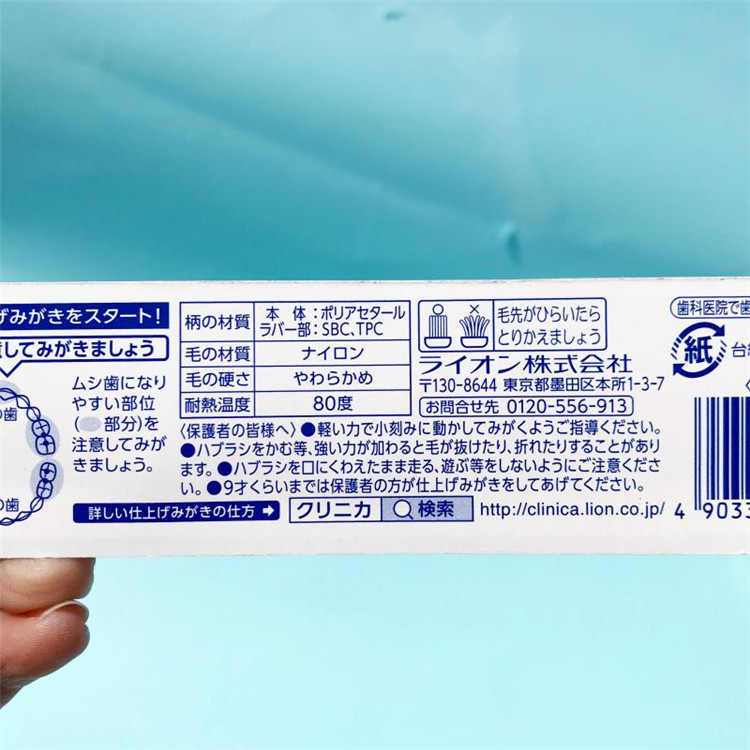 げみがきをスタート!
意してみがきましょう
ムシ歯になり
やすい部位
( 部分)を
注意してみが
きましょう。
の歯
の歯
柄の材質 本体:ポリアセタール
ラバー部:SBC、TPC
毛の材質 ナイロン
毛の硬さ やわらかめ
耐熱温度 80度
毛先がひらいたら
とりかえましょう
ライオン株式会社
〒130-8644 東京都墨田区本所1-3-7
お問合せ先 0120-556-913
〈保護者の皆様へ〉●軽い力で小刻みに動かしてみがくようご指導ください。
●ハブラシをかむ等、強い力が加わると毛が抜けたり、折れたりすることがあり
ます。●ハブラシを口にくわえたまま走る、遊ぶ等をしないようにご注意くださ
い。●9才くらいまでは保護者の方が仕上げみがきをしてあげてください。
詳しい仕上げみがきの仕方 → クリニカ 検索 http://clinica.lion.co.jp/
歯科医院で歯
紙
台紙
4 9033